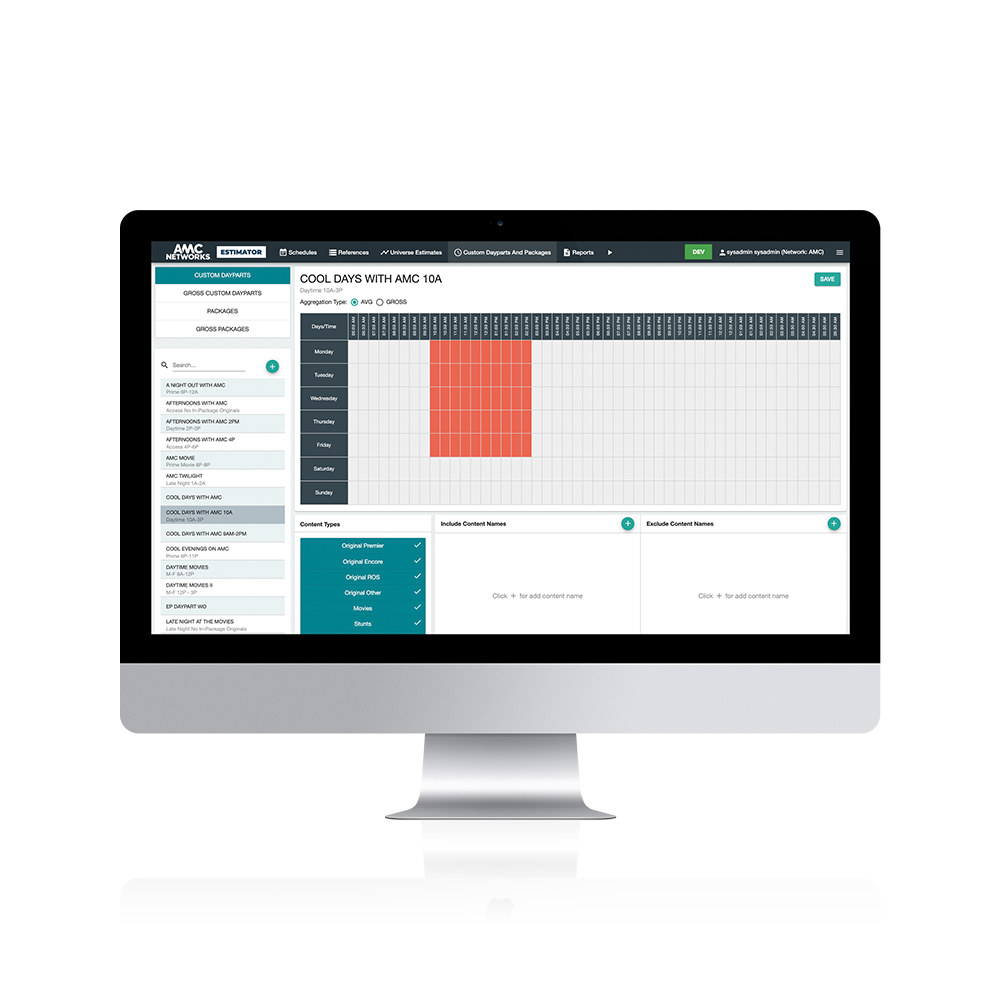 AMC
NETWORKS
ESTIMATOR
Schedules
References
Universe Estimates
Custom Dayparts And Packages
Reports
DEV
sysadmin sysadmin (Network: AMC)
CUSTOM DAYPARTS
GROSS CUSTOM DAYPARTS
PACKAGES
GROSS PACKAGES
Search...
A NIGHT OUT WITH AMC
Prime 6P-12A
AFTERNOONS WITH AMC
Access No In-Package Originals
AFTERNOONS WITH AMC 2PM
Daytime 2P-3P
AFTERNOONS WITH AMC 4P
Access 4P-6P
AMC MOVIE
Prime Movie 6P-8P
AMC TWILIGHT
Late Night 1A-2A
COOL DAYS WITH AMC
COOL DAYS WITH AMC 10A
Daytime 10A-3P
COOL DAYS WITH AMC 9AM-2PM
COOL EVENINGS ON AMC
Prime 6P-11P
DAYTIME MOVIES
M-F 9A-12P
DAYTIME MOVIES II
M-F 12P - 3P
EP DAYPART WO
LATE NIGHT AT THE MOVIES
Late Night No In-Package Originals
COOL DAYS WITH AMC 10A
Daytime 10A-3P
SAVE
Aggregation Type: AVG GROSS
Days/Time
Monday
Tuesday
Wednesday
Thursday
Friday
Saturday
Sunday
Content Types
Original Premier
Original Encore
Original ROS
Original Other
Movies
Stunts
Include Content Names
Click + for add content name
Exclude Content Names
Click + for add content name